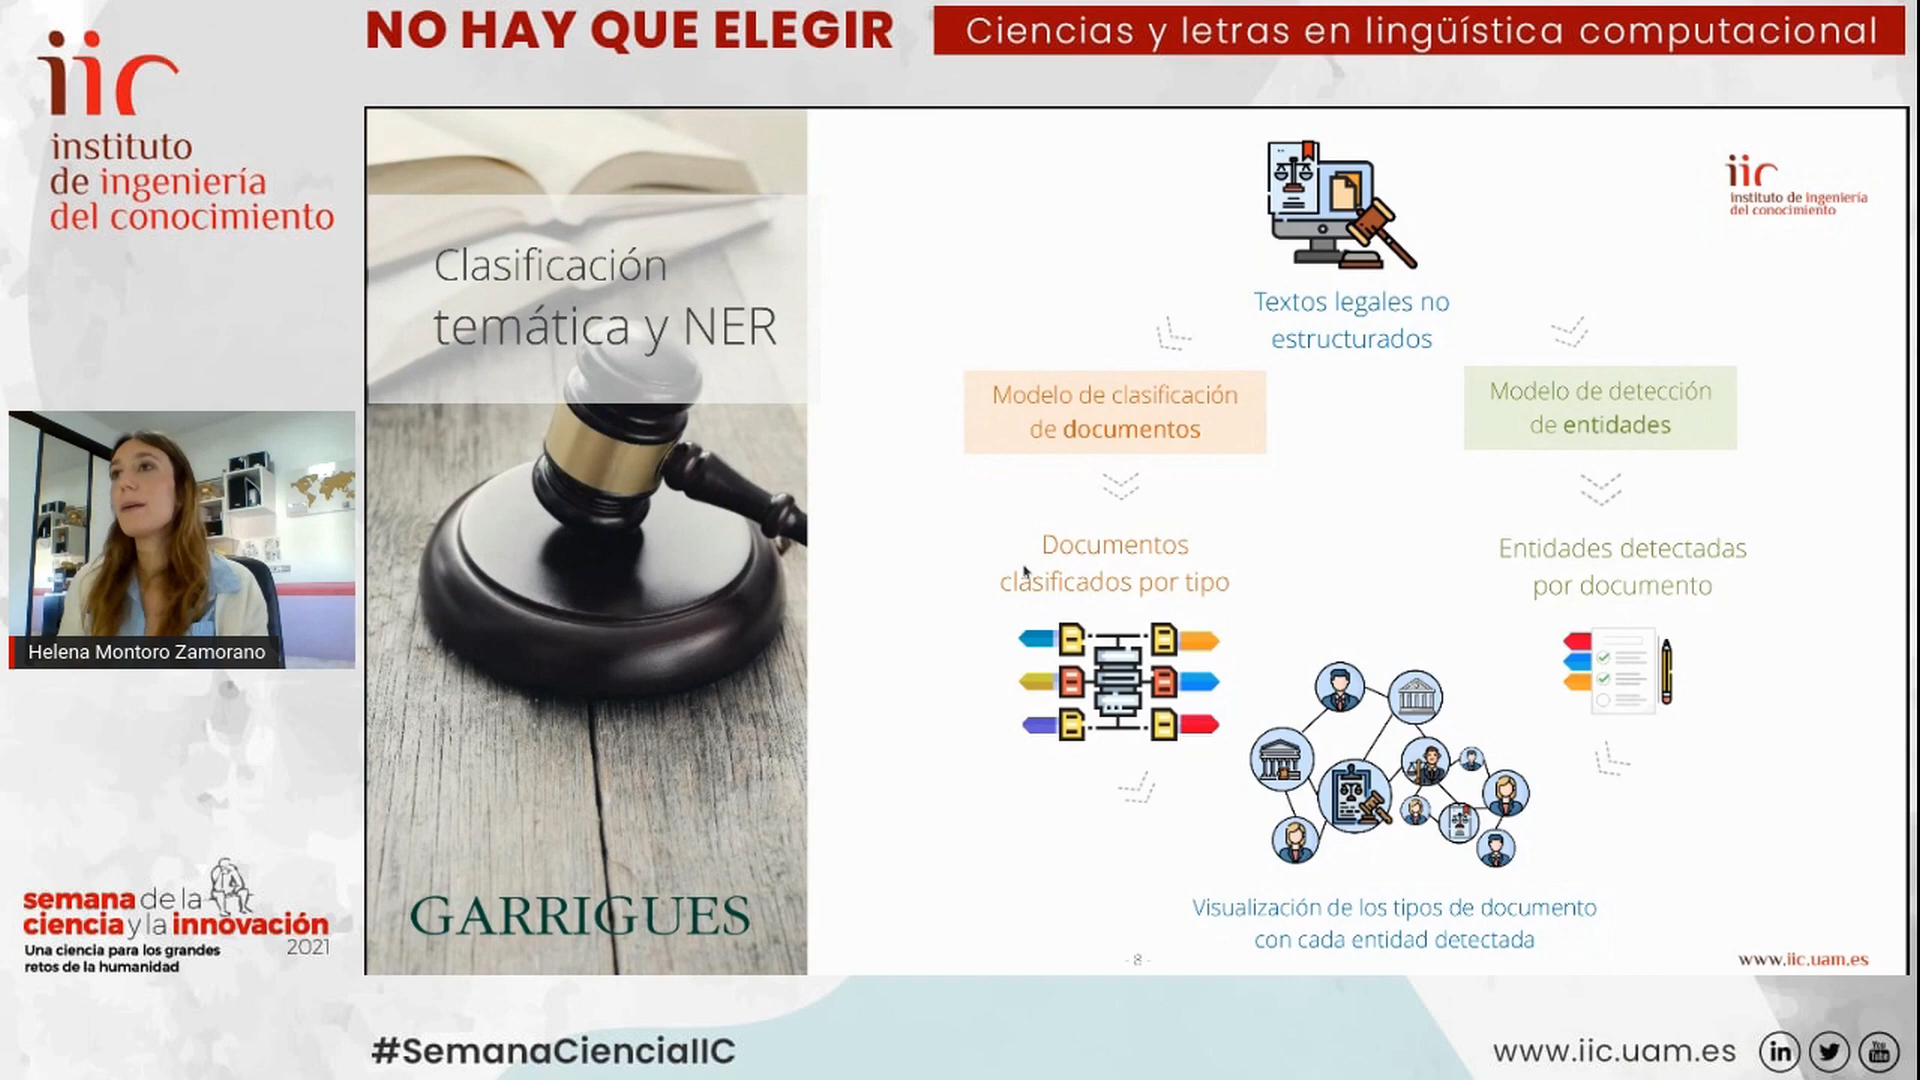 NO HAY QUE ELEGIR
Ciencias y letras en lingüística computacional
iic
instituto
de ingeniería
del conocimiento
Clasificación
temática y NER
GARRIGUES
iic
instituto de ingeniería
del conocimiento
Textos legales no
estructurados
Modelo de clasificación
de documentos
Modelo de detección
de entidades
Documentos
clasificados por tipo
Entidades detectadas
por documento
Visualización de los tipos de documento
con cada entidad detectada
- 8 -
www.iic.uam.es
Helena Montoro Zamorano
semana de la
ciencia y la innovación
2021
Una ciencia para los grandes
retos de la humanidad
#SemanaCienciaIIC
www.iic.uam.es
in
You
Tube